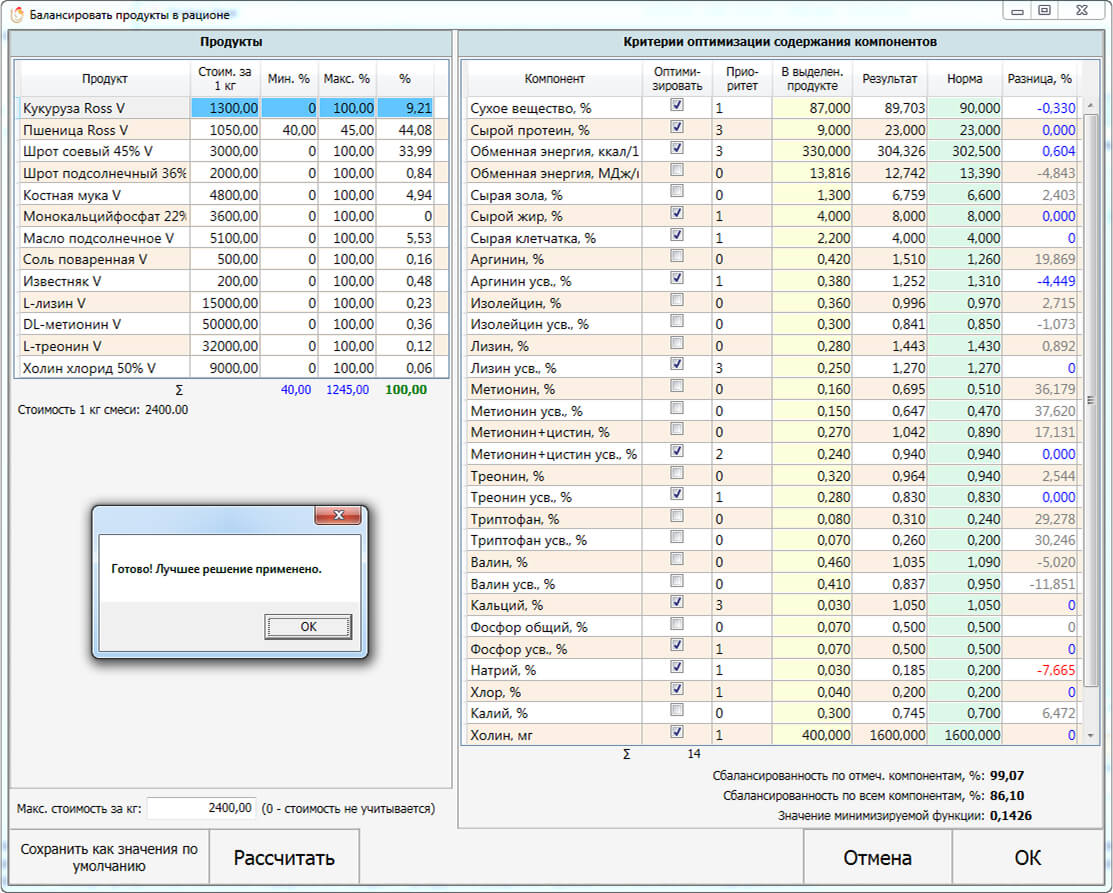 Балансировать продукты в рационе
Продукты
Продукт Стоим. за 1 кг Мин. % Макс. % %
Кукуруза Ross V 1300,00 0 100,00 9,21
Пшеница Ross V 1050,00 40,00 45,00 44,08
Шрот соевый 45% V 3000,00 0 100,00 33,99
Шрот подсолнечный 36% 2000,00 0 100,00 0,84
Костная мука V 4800,00 0 100,00 4,94
Монокальцийфосфат 22% 3600,00 0 100,00 0
Масло подсолнечное V 5100,00 0 100,00 5,53
Соль поваренная V 500,00 0 100,00 0,16
Известняк V 200,00 0 100,00 0,48
L-лизин V 15000,00 0 100,00 0,23
DL-метионин V 50000,00 0 100,00 0,36
L-треонин V 32000,00 0 100,00 0,12
Холин хлорид 50% V 9000,00 0 100,00 0,06
Σ 40,00 1245,00 100,00
Стоимость 1 кг смеси: 2400.00
Готово! Лучшее решение применено.
OK
Макс. стоимость за кг: 2400,00 (0 - стоимость не учитывается)
Сохранить как значения по
умолчанию
Рассчитать
Критерии оптимизации содержания компонентов
Компонент Оптими-зировать Прио-ритет В выделен. продукте Результат Норма Разница, %
Сухое вещество, % 1 87,000 89,703 90,000 -0,330
Сырой протеин, % 3 9,000 23,000 23,000 0,000
Обменная энергия, ккал/1 3 330,000 304,326 302,500 0,604
Обменная энергия, МДж/ 0 13,816 12,742 13,390 -4,843
Сырая зола, % 0 1,300 6,759 6,600 2,403
Сырой жир, % 1 4,000 8,000 8,000 0,000
Сырая клетчатка, % 1 2,200 4,000 4,000 0
Аргинин, % 0 0,420 1,510 1,260 19,869
Аргинин усв., % 1 0,380 1,252 1,310 -4,449
Изолейцин, % 0 0,360 0,996 0,970 2,715
Изолейцин усв., % 0 0,300 0,841 0,850 -1,073
Лизин, % 0 0,280 1,443 1,430 0,892
Лизин усв., % 3 0,250 1,270 1,270 0
Метионин, % 0 0,160 0,695 0,510 36,179
Метионин усв., % 0 0,150 0,647 0,470 37,620
Метионин+цистин, % 0 0,270 1,042 0,890 17,131
Метионин+цистин усв., % 2 0,240 0,940 0,940 0,000
Треонин, % 0 0,320 0,964 0,940 2,544
Треонин усв., % 1 0,280 0,830 0,830 0,000
Триптофан, % 0 0,080 0,310 0,240 29,278
Триптофан усв., % 0 0,070 0,260 0,200 30,246
Валин, % 0 0,460 1,035 1,090 -5,020
Валин усв., % 0 0,410 0,837 0,950 -11,851
Кальций, % 3 0,030 1,050 1,050 0
Фосфор общий, % 0 0,070 0,500 0,500 0
Фосфор усв., % 1 0,070 0,500 0,500 0
Натрий, % 1 0,030 0,185 0,200 -7,665
Хлор, % 1 0,040 0,200 0,200 0
Калий, % 0 0,300 0,745 0,700 6,472
Холин, мг 1 400,000 1600,000 1600,000 0
Σ 14
Сбалансированность по отмеч. компонентам, %: 99,07
Сбалансированность по всем компонентам, %: 86,10
Значение минимизируемой функции: 0,1426
Отмена
OK